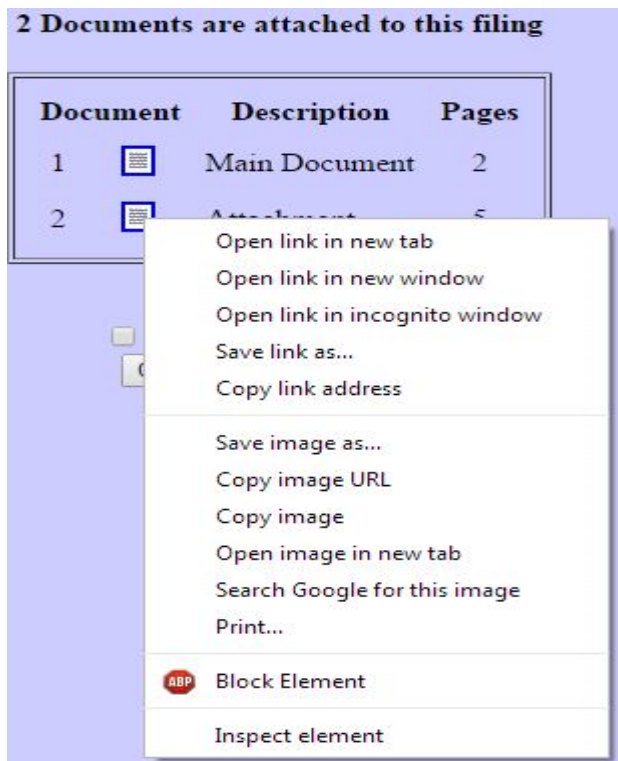 2 Documents are attached to this filing
Document Description Pages
1 Main Document 2
2 Attachment 5
Open link in new tab
Open link in new window
Open link in incognito window
Save link as...
Copy link address
Save image as...
Copy image URL
Copy image
Open image in new tab
Search Google for this image
Print...
ABP Block Element
Inspect element